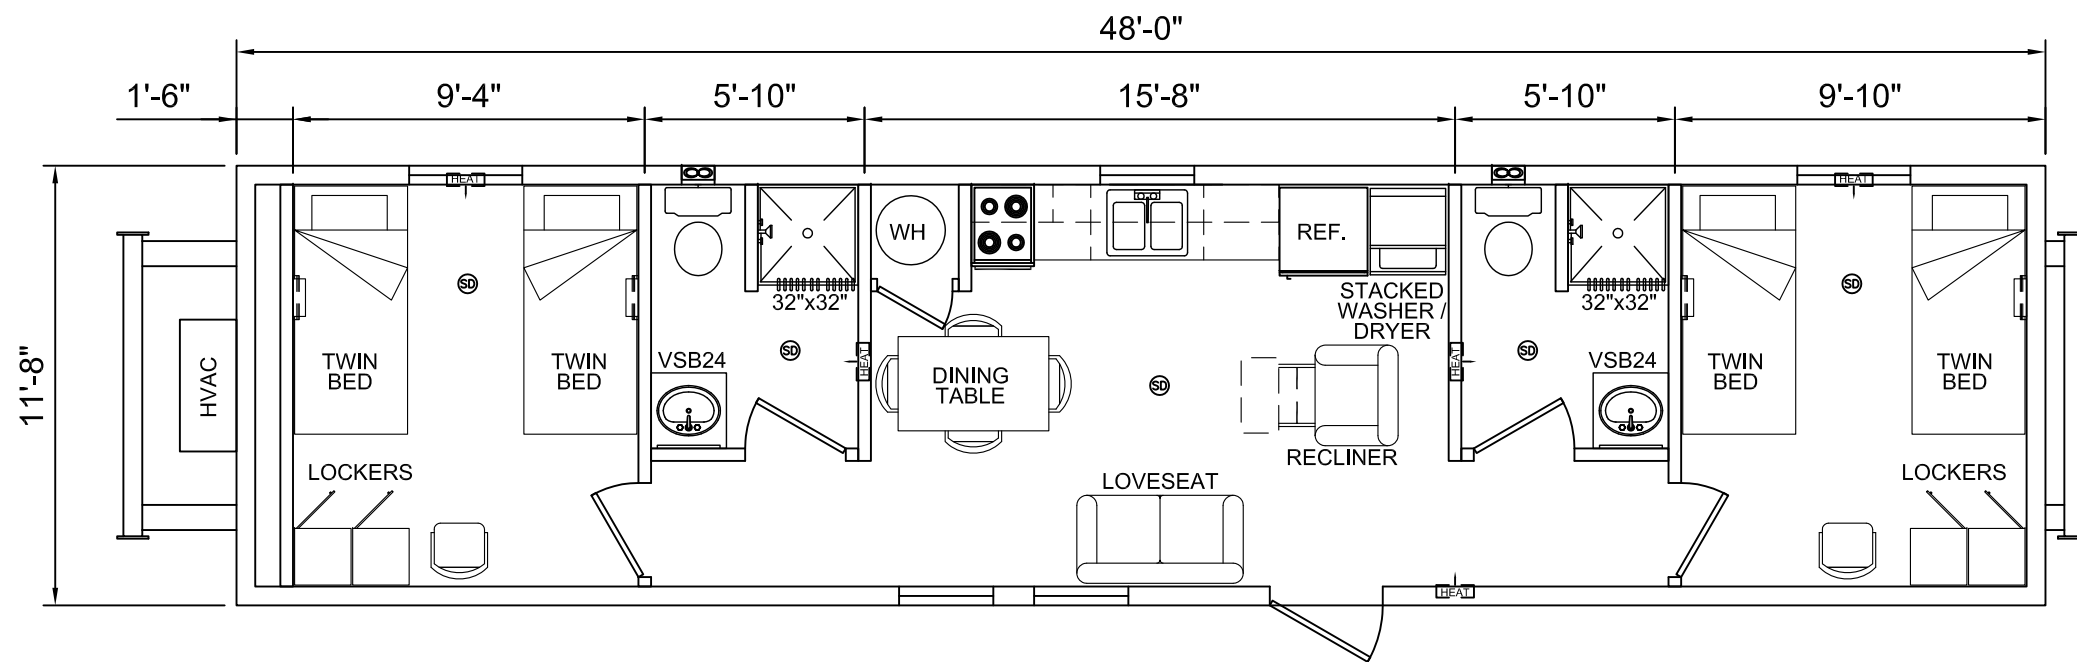 48'-0"
1'-6"
9'-4"
5'-10"
15'-8"
5'-10"
9'-10"
11'-8"
HEAT
HEAT
WH
REF.
SD
SD
32"x32"
32"x32"
STACKED
WASHER /
DRYER
HVAC
TWIN
BED
TWIN
BED
VSB24
SD
HEAT
DINING
TABLE
SD
HEAT
SD
VSB24
TWIN
BED
TWIN
BED
RECLINER
LOCKERS
LOVESEAT
LOCKERS
HEAT